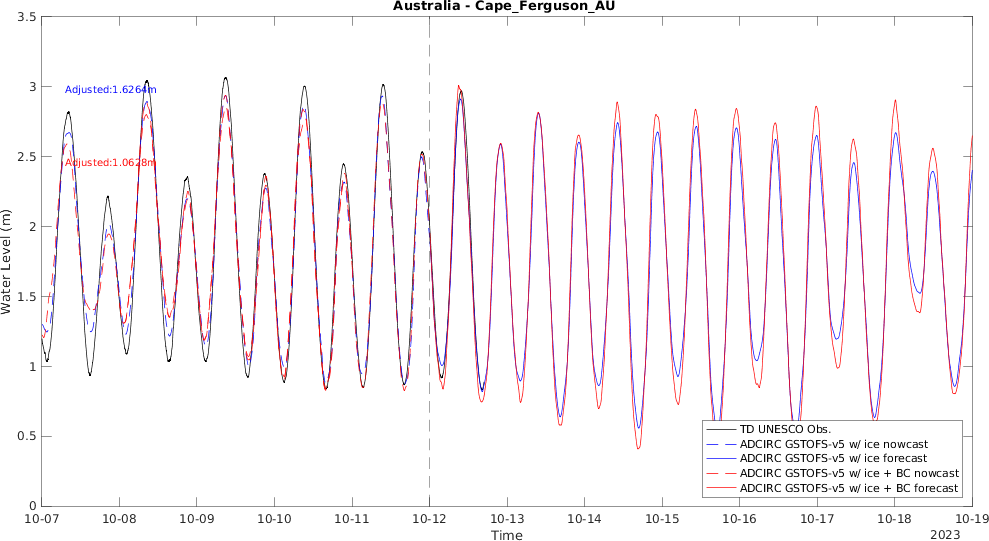 Australia - Cape_Ferguson_AU
3.5
3
2.5
2
1.5
1
0.5
0
Water Level (m)
Adjusted:1.6264m
Adjusted:1.0628m
TD UNESCO Obs.
ADCIRC GSTOFS-v5 w/ ice nowcast
ADCIRC GSTOFS-v5 w/ ice forecast
ADCIRC GSTOFS-v5 w/ ice + BC nowcast
ADCIRC GSTOFS-v5 w/ ice + BC forecast
10-07 10-08 10-09 10-10 10-11 10-12 10-13 10-14 10-15 10-16 10-17 10-18 10-19
Time
2023